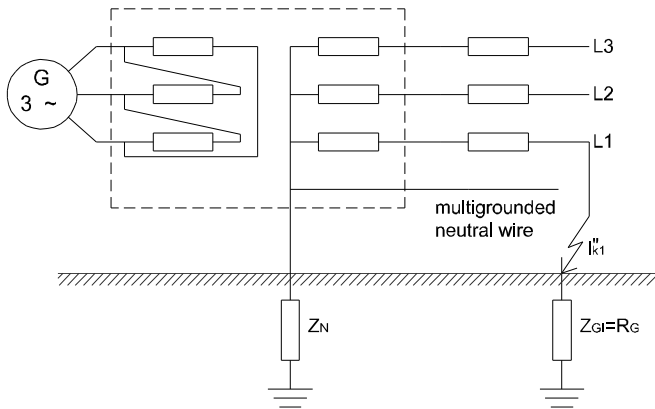 G
3 ~
L3
L2
L1
multigrounded
neutral wire
I"k1
ZN
ZGI=RG